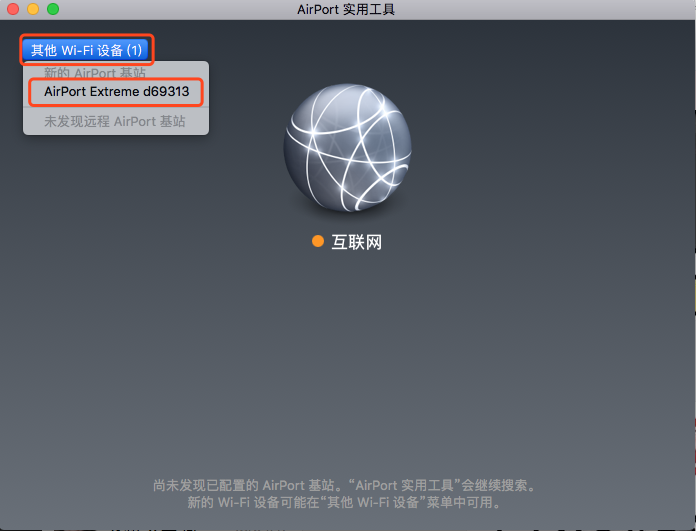 AirPort 实用工具
其他 Wi-Fi 设备 (1)
新的 AirPort 基站
AirPort Extreme d69313
未发现远程 AirPort 基站
互联网
尚未发现已配置的 AirPort 基站。“AirPort 实用工具”会继续搜索。
新的 Wi-Fi 设备可能在“其他 Wi-Fi 设备”菜单中可用。